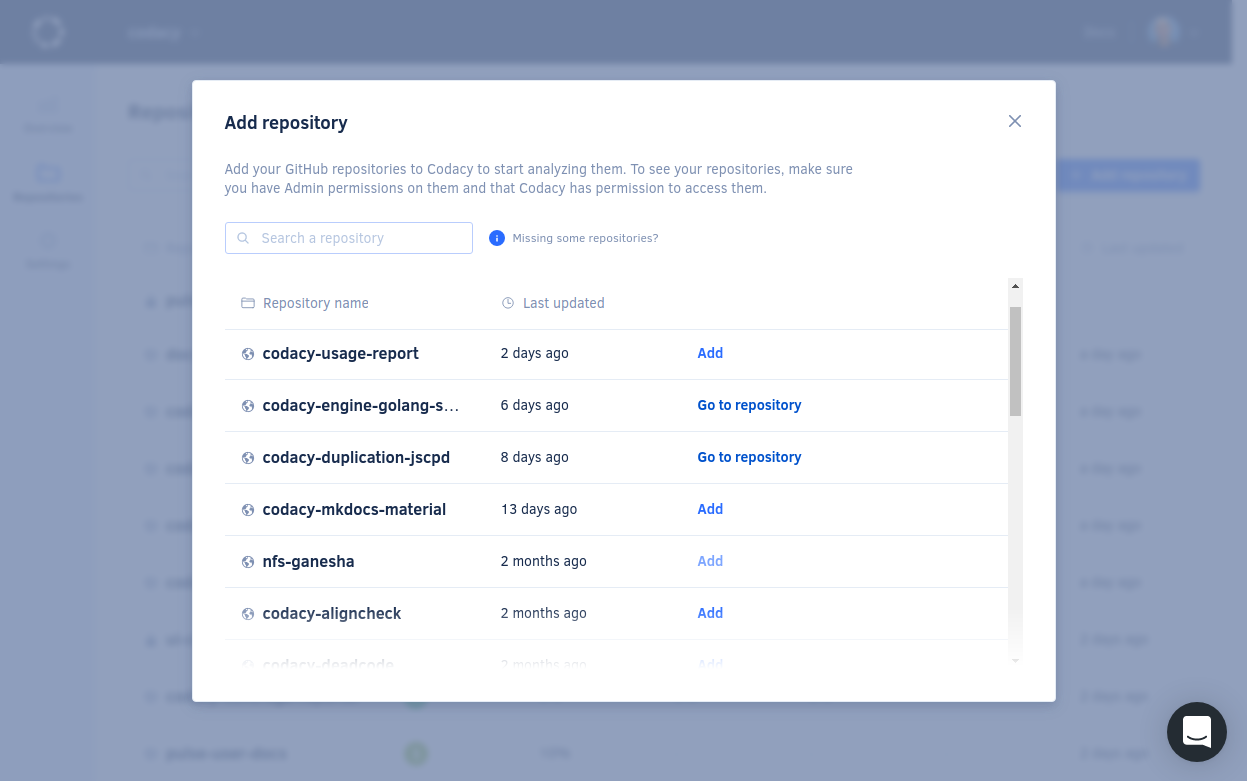 Add repository
Add your GitHub repositories to Codacy to start analyzing them. To see your repositories, make sure
you have Admin permissions on them and that Codacy has permission to access them.
Search a repository
Missing some repositories?
Repository name Last updated
codacy-usage-report 2 days ago Add
codacy-engine-golang-s... 6 days ago Go to repository
codacy-duplication-jscpd 8 days ago Go to repository
codacy-mkdocs-material 13 days ago Add
nfs-ganesha 2 months ago Add
codacy-aligncheck 2 months ago Add
codacy-deadcode 2 months ago Add